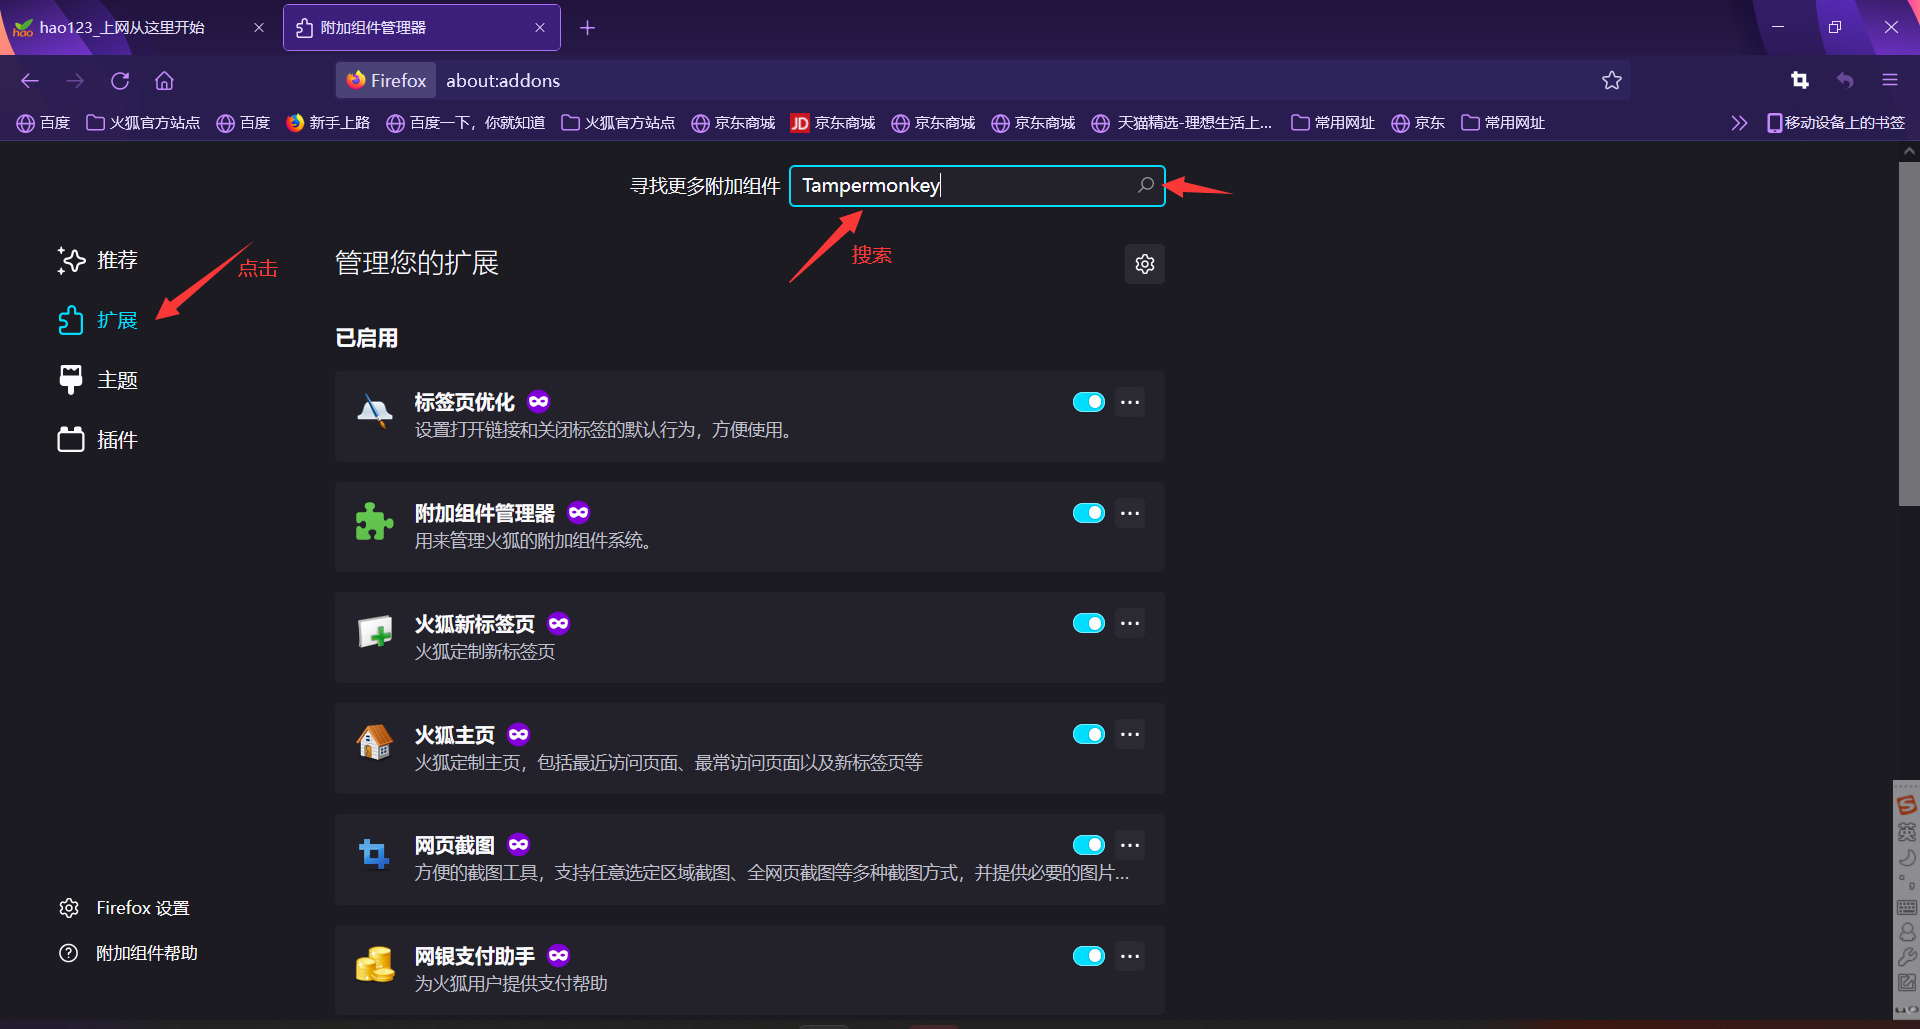 hao123_上网从这里开始
附加组件管理器
Firefox about:addons
百度 火狐官方站点 百度 新手上路 百度一下，你就知道 火狐官方站点 京东商城 JD 京东商城 京东商城 京东商城 天猫精选-理想生活上... 常用网址 京东 常用网址 移动设备上的书签
寻找更多附加组件 Tampermonkey
搜索
推荐
点击
扩展
主题
插件
管理您的扩展
已启用
标签页优化
设置打开链接和关闭标签的默认行为，方便使用。
附加组件管理器
用来管理火狐的附加组件系统。
火狐新标签页
火狐定制新标签页
火狐主页
火狐定制主页，包括最近访问页面、最常访问页面以及新标签页等
网页截图
方便的截图工具，支持任意选定区域截图、全网页截图等多种截图方式，并提供必要的图片...
网银支付助手
为火狐用户提供支付帮助
Firefox 设置
附加组件帮助
英